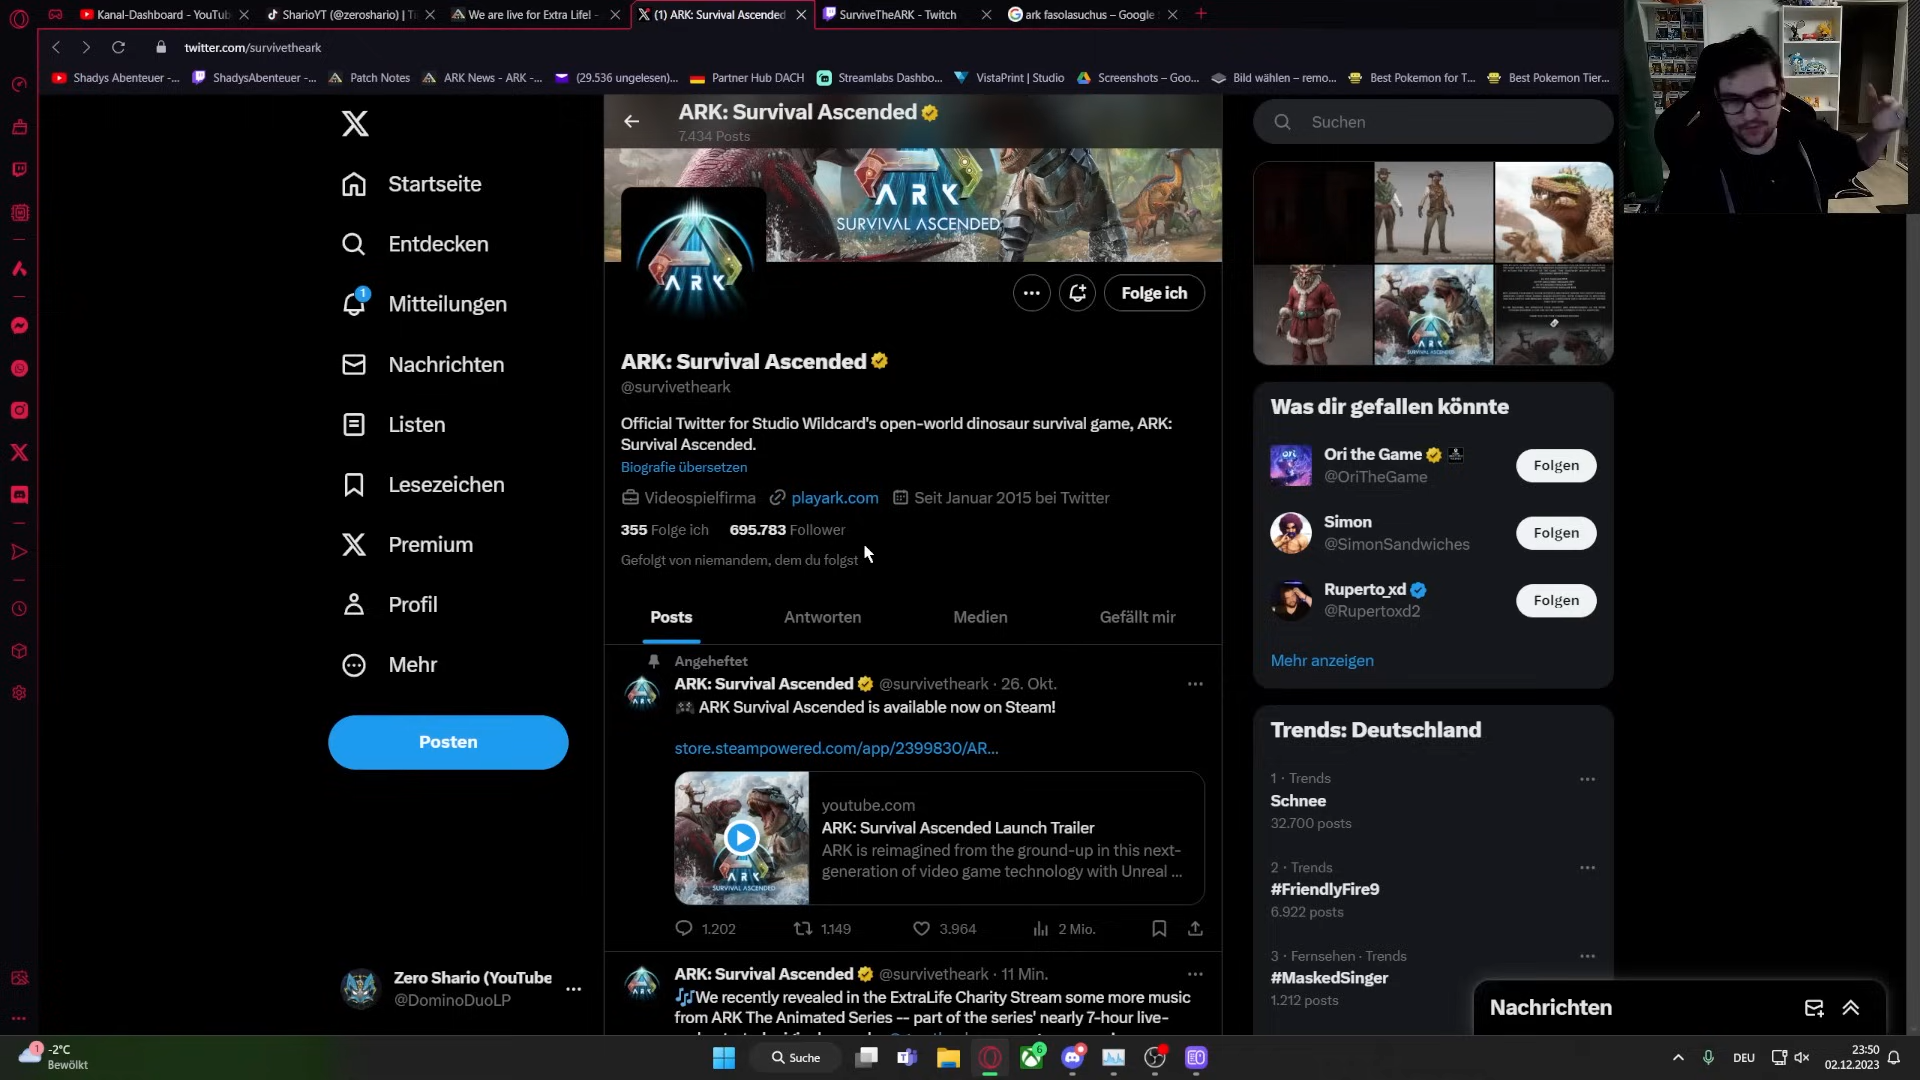 Kanal-Dashboard - YouTub
SharioYT (@zeroshario) | T
We are live for Extra Life! -
(1) ARK: Survival Ascended
SurviveTheARK - Twitch
ark fasolasuchus – Google
twitter.com/survivetheark
Shadys Abenteuer -...
ShadysAbenteuer -...
Patch Notes
ARK News - ARK -...
(29.536 ungelesen)...
Partner Hub DACH
Streamlabs Dashbo...
VistaPrint | Studio
Screenshots – Goo...
Bild wählen – remo...
Best Pokemon for T...
Best Pokemon Tier...
Startseite
Entdecken
1
Mitteilungen
Nachrichten
Listen
Lesezeichen
Premium
Profil
Mehr
Posten
Zero Shario (YouTube
@DominoDuoLP
ARK: Survival Ascended
7.434 Posts
ARK
SURVIVAL ASCENDED
ARK
Folge ich
ARK: Survival Ascended
@survivetheark
Official Twitter for Studio Wildcard's open-world dinosaur survival game, ARK:
Survival Ascended.
Biografie übersetzen
Videospielfirma playark.com Seit Januar 2015 bei Twitter
355 Folge ich 695.783 Follower
Gefolgt von niemandem, dem du folgst
Posts Antworten Medien Gefällt mir
Angeheftet
ARK: Survival Ascended @survivetheark · 26. Okt.
ARK Survival Ascended is available now on Steam!
store.steampowered.com/app/2399830/AR...
youtube.com
ARK: Survival Ascended Launch Trailer
ARK is reimagined from the ground-up in this next-
generation of video game technology with Unreal ...
ARK
SURVIVAL ASCENDED
1.202 1.149 3.964 2 Mio.
ARK: Survival Ascended @survivetheark · 11 Min.
We recently revealed in the ExtraLife Charity Stream some more music
from ARK The Animated Series -- part of the series' nearly 7-hour live-
Suchen
ARK
Was dir gefallen könnte
Ori the Game
@OriTheGame
Folgen
Simon
@SimonSandwiches
Folgen
Ruperto_xd
@Rupertoxd2
Folgen
Mehr anzeigen
Trends: Deutschland
1 · Trends
Schnee
32.700 posts
2 · Trends
#FriendlyFire9
6.922 posts
3 · Fernsehen · Trends
#MaskedSinger
1.212 posts
Nachrichten
1
-2°C
Bewölkt
Suche
6
DEU
23:50
02.12.2023